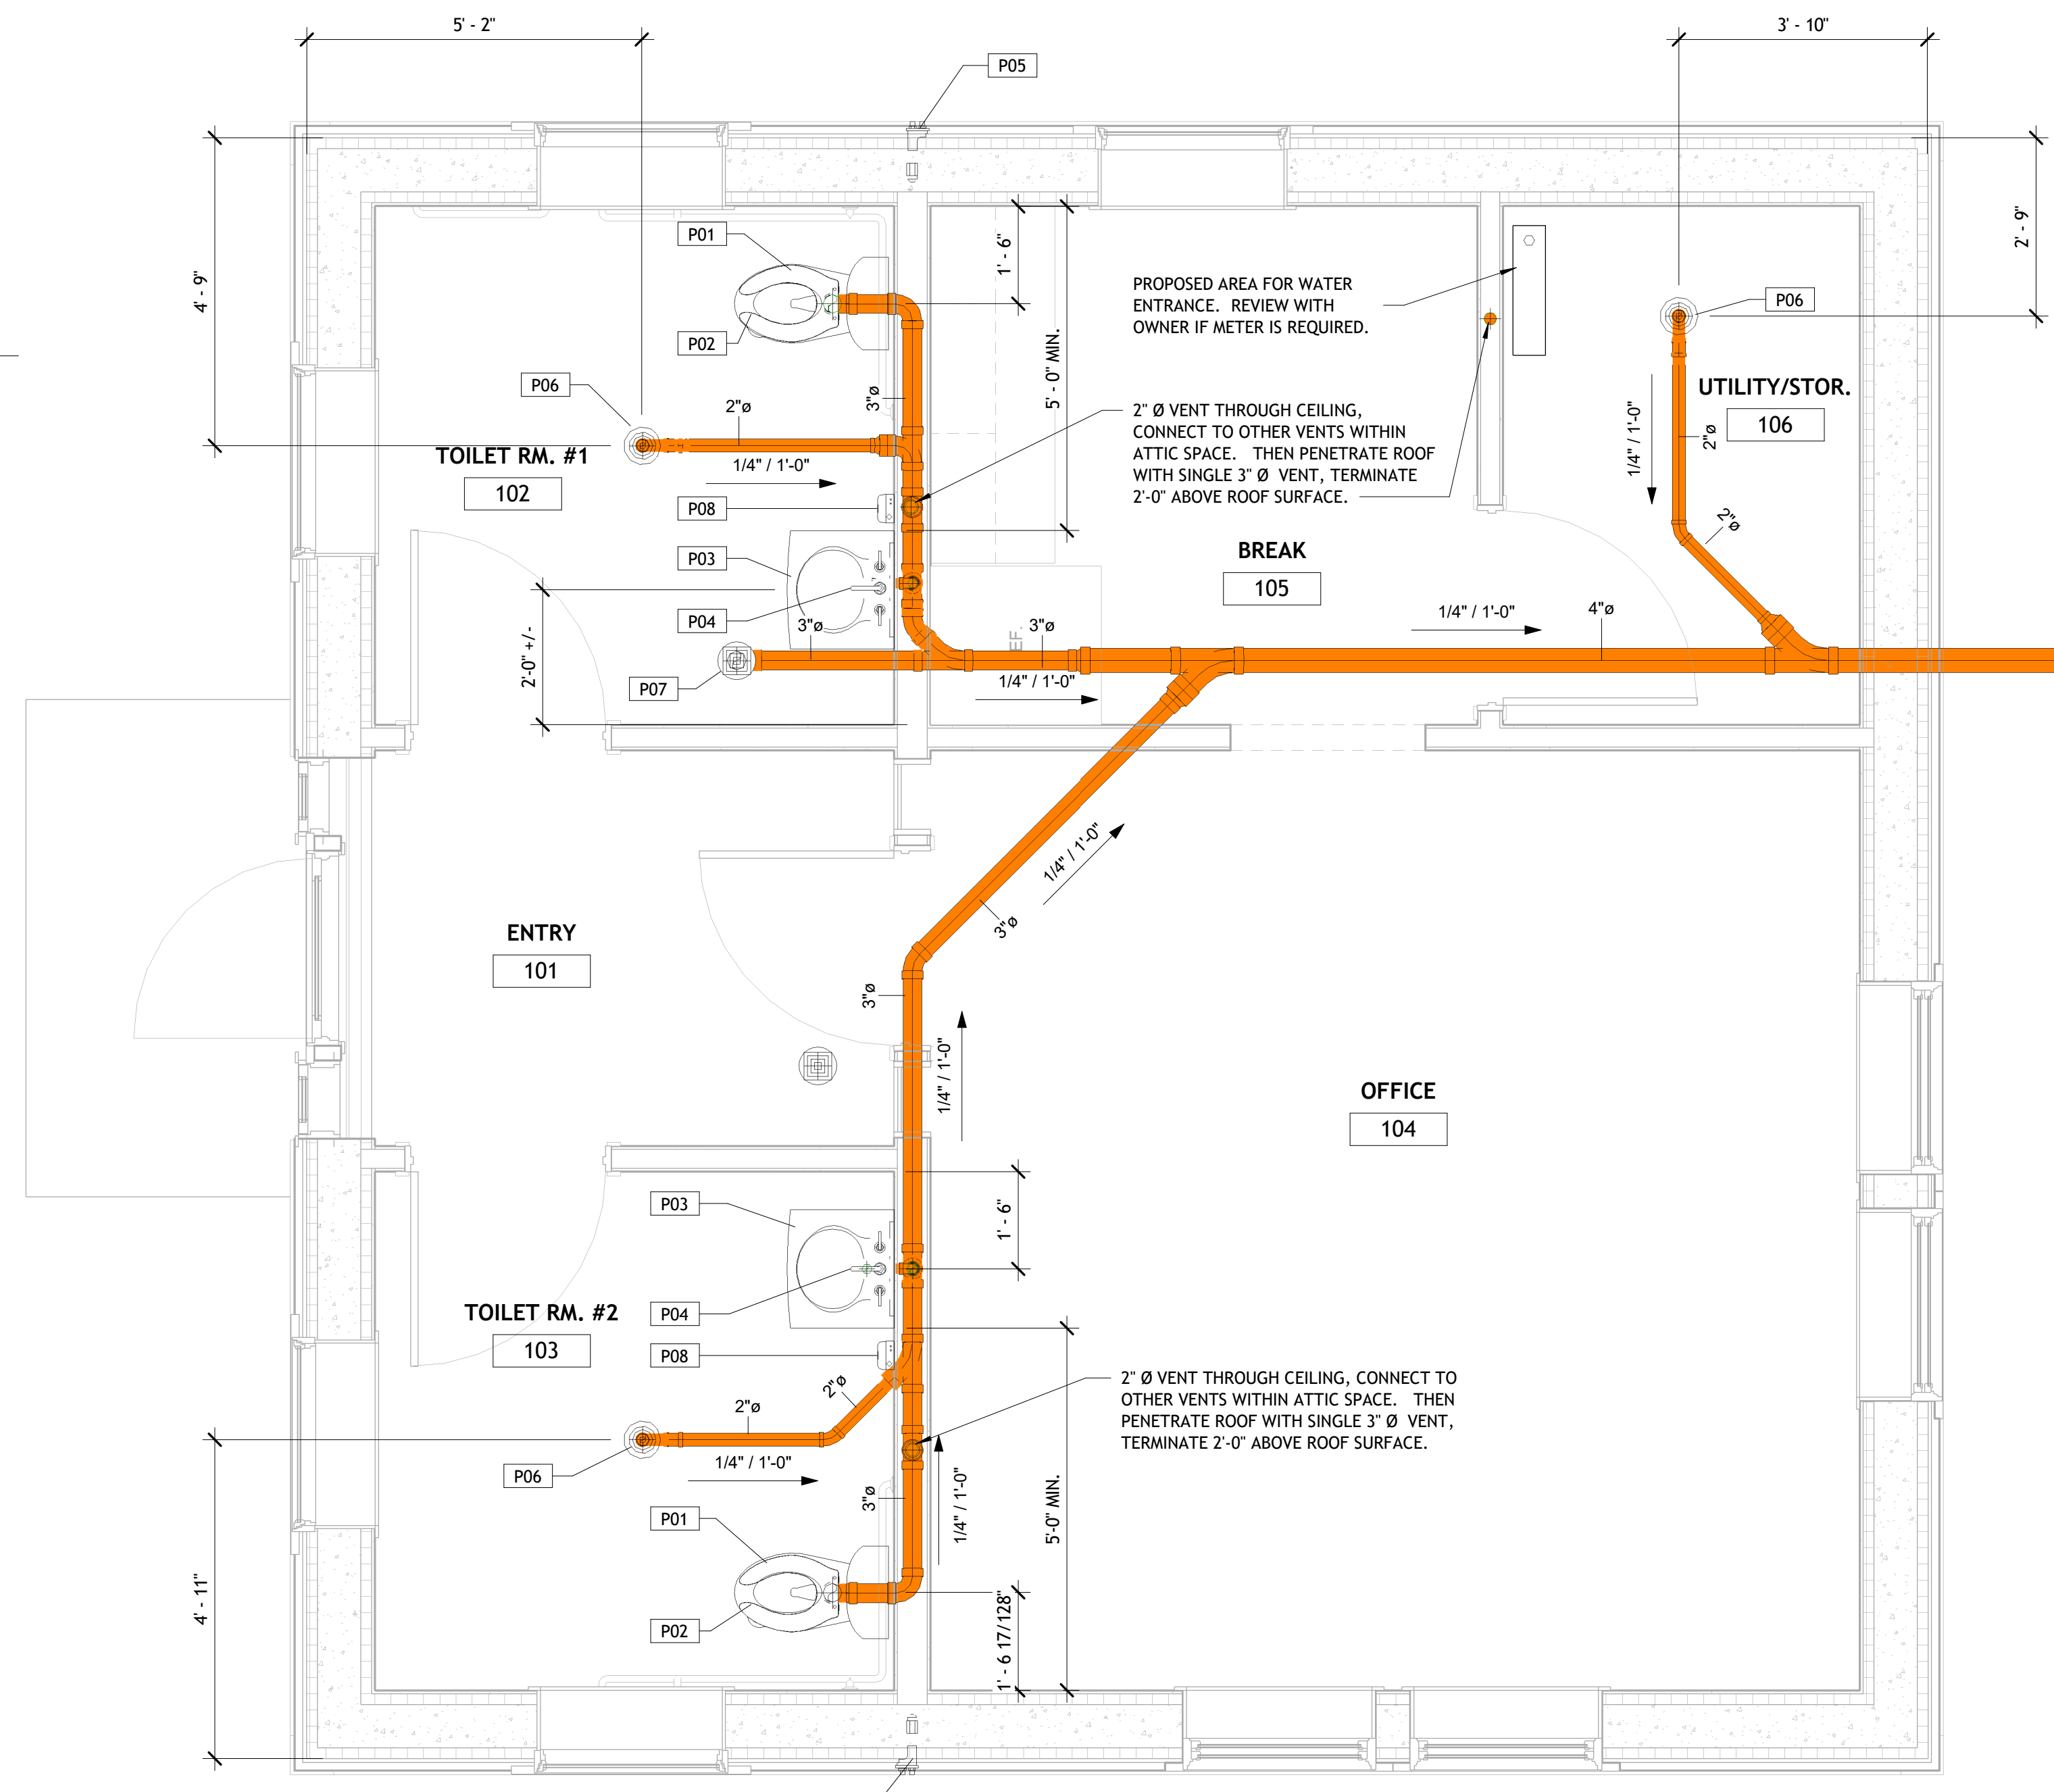 5' - 2"
3' - 10"
P05
4' - 9"
2' - 9"
P01
1' - 6"
PROPOSED AREA FOR WATER
ENTRANCE. REVIEW WITH
OWNER IF METER IS REQUIRED.
P06
P02
5' - 0" MIN.
P06
3"ø
2"ø
UTILITY/STOR.
106
1/4" / 1'-0"
2"ø
2" Ø VENT THROUGH CEILING,
CONNECT TO OTHER VENTS WITHIN
ATTIC SPACE. THEN PENETRATE ROOF
WITH SINGLE 3" Ø VENT, TERMINATE
2'-0" ABOVE ROOF SURFACE.
TOILET RM. #1
102
1/4" / 1'-0"
P08
2"ø
P03
BREAK
105
P04
3"ø
EF.
3"ø
1/4" / 1'-0"
4"ø
2'-0" +/-
P07
1/4" / 1'-0"
1/4" / 1'-0"
3"ø
ENTRY
101
3"ø
1/4" / 1'-0"
OFFICE
104
P03
1' - 6"
TOILET RM. #2
103
P04
P08
2"ø
2"ø
1/4" / 1'-0"
P06
2" Ø VENT THROUGH CEILING, CONNECT TO
OTHER VENTS WITHIN ATTIC SPACE. THEN
PENETRATE ROOF WITH SINGLE 3" Ø VENT,
TERMINATE 2'-0" ABOVE ROOF SURFACE.
3"ø
1/4" / 1'-0"
5'-0" MIN.
P01
4' - 11"
P02
1' - 6 17/128"